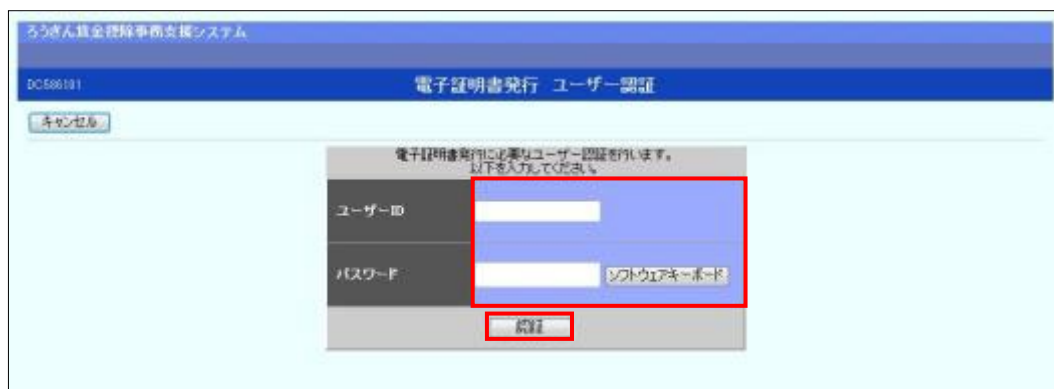 ろうきん賃金控除事務支援システム
DC586101
電子証明書発行 ユーザー認証
キャンセル
電子証明書発行に必要なユーザー認証を行います。
以下を入力してください。
ユーザーID
パスワード
ソフトウェアキーボード
認証